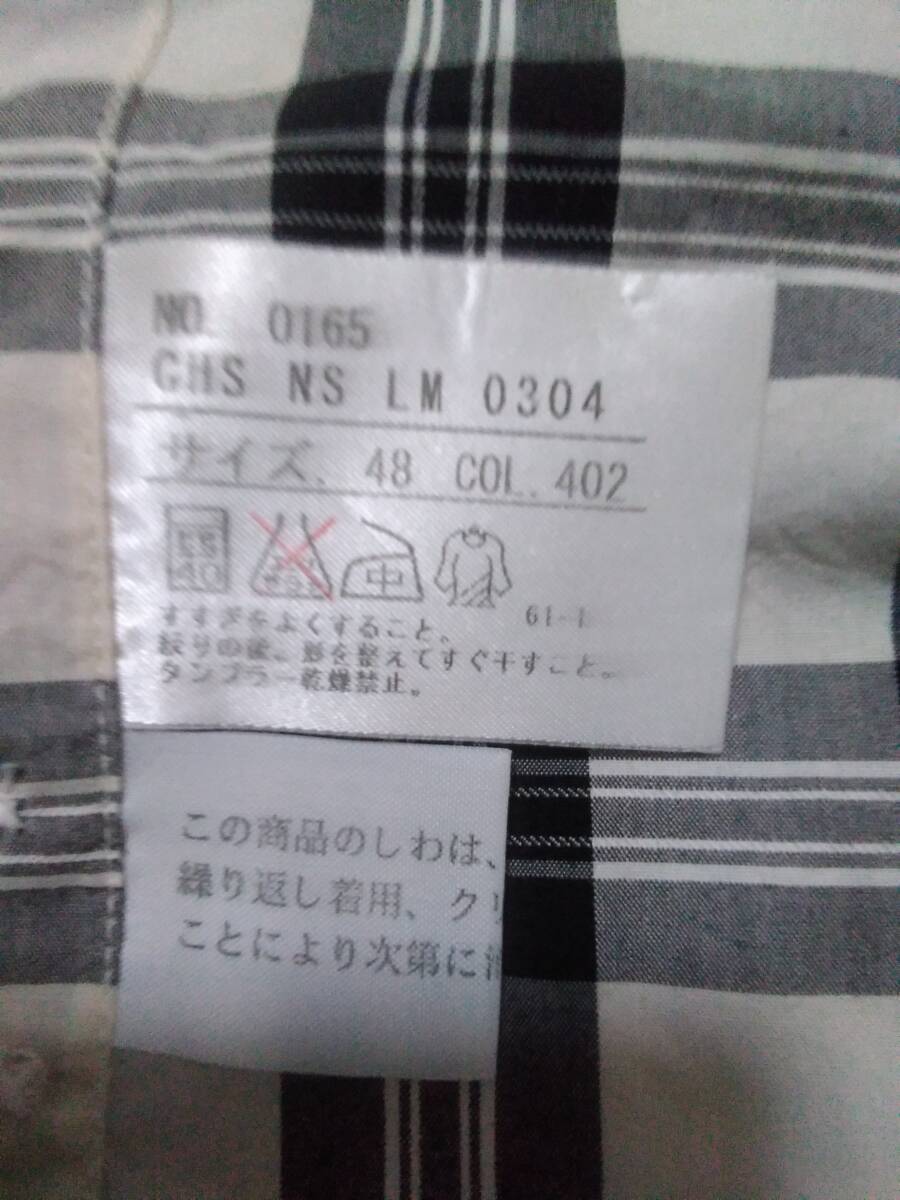 NO. 0165
GHS NS LM 0304
サイズ. 48 COL. 402
40 中
61-1
すすぎをよくすること。
絞りの後、形を整えてすぐ干すこと。
タンブラー乾燥禁止。
この商品のしわは、
繰り返し着用、クリ
ことにより次第に